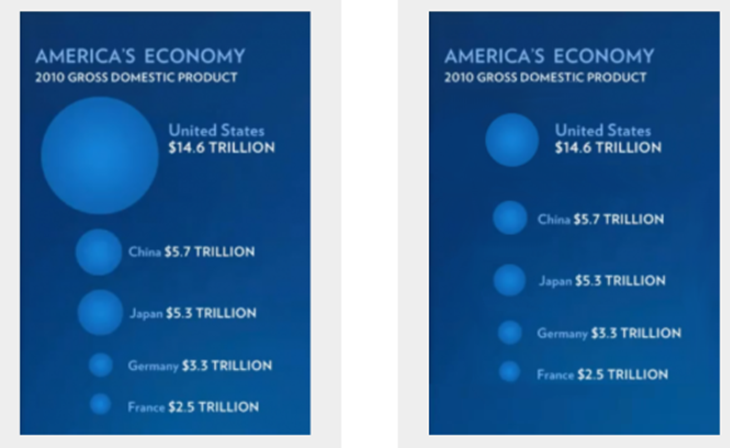 AMERICA'S ECONOMY
2010 GROSS DOMESTIC PRODUCT
United States
$14.6 TRILLION
China $5.7 TRILLION
Japan $5.3 TRILLION
Germany $3.3 TRILLION
France $2.5 TRILLION
AMERICA'S ECONOMY
2010 GROSS DOMESTIC PRODUCT
United States
$14.6 TRILLION
China $5.7 TRILLION
Japan $5.3 TRILLION
Germany $3.3 TRILLION
France $2.5 TRILLION